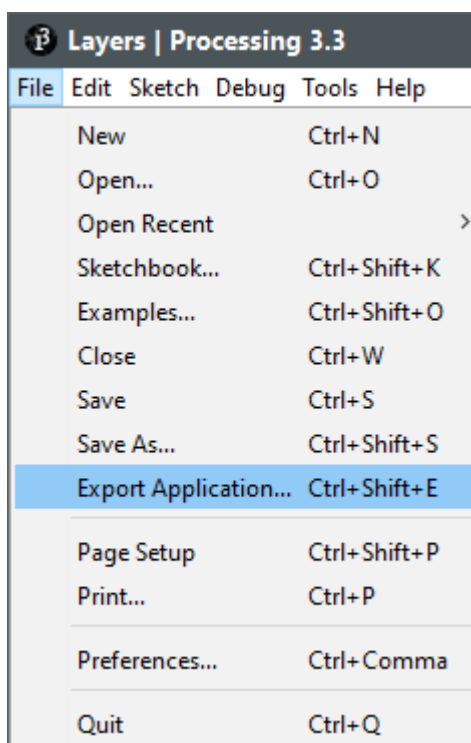 Layers | Processing 3.3
File Edit Sketch Debug Tools Help
New Ctrl+N
Open... Ctrl+O
Open Recent >
Sketchbook... Ctrl+Shift+K
Examples... Ctrl+Shift+O
Close Ctrl+W
Save Ctrl+S
Save As... Ctrl+Shift+S
Export Application... Ctrl+Shift+E
Page Setup Ctrl+Shift+P
Print... Ctrl+P
Preferences... Ctrl+Comma
Quit Ctrl+Q